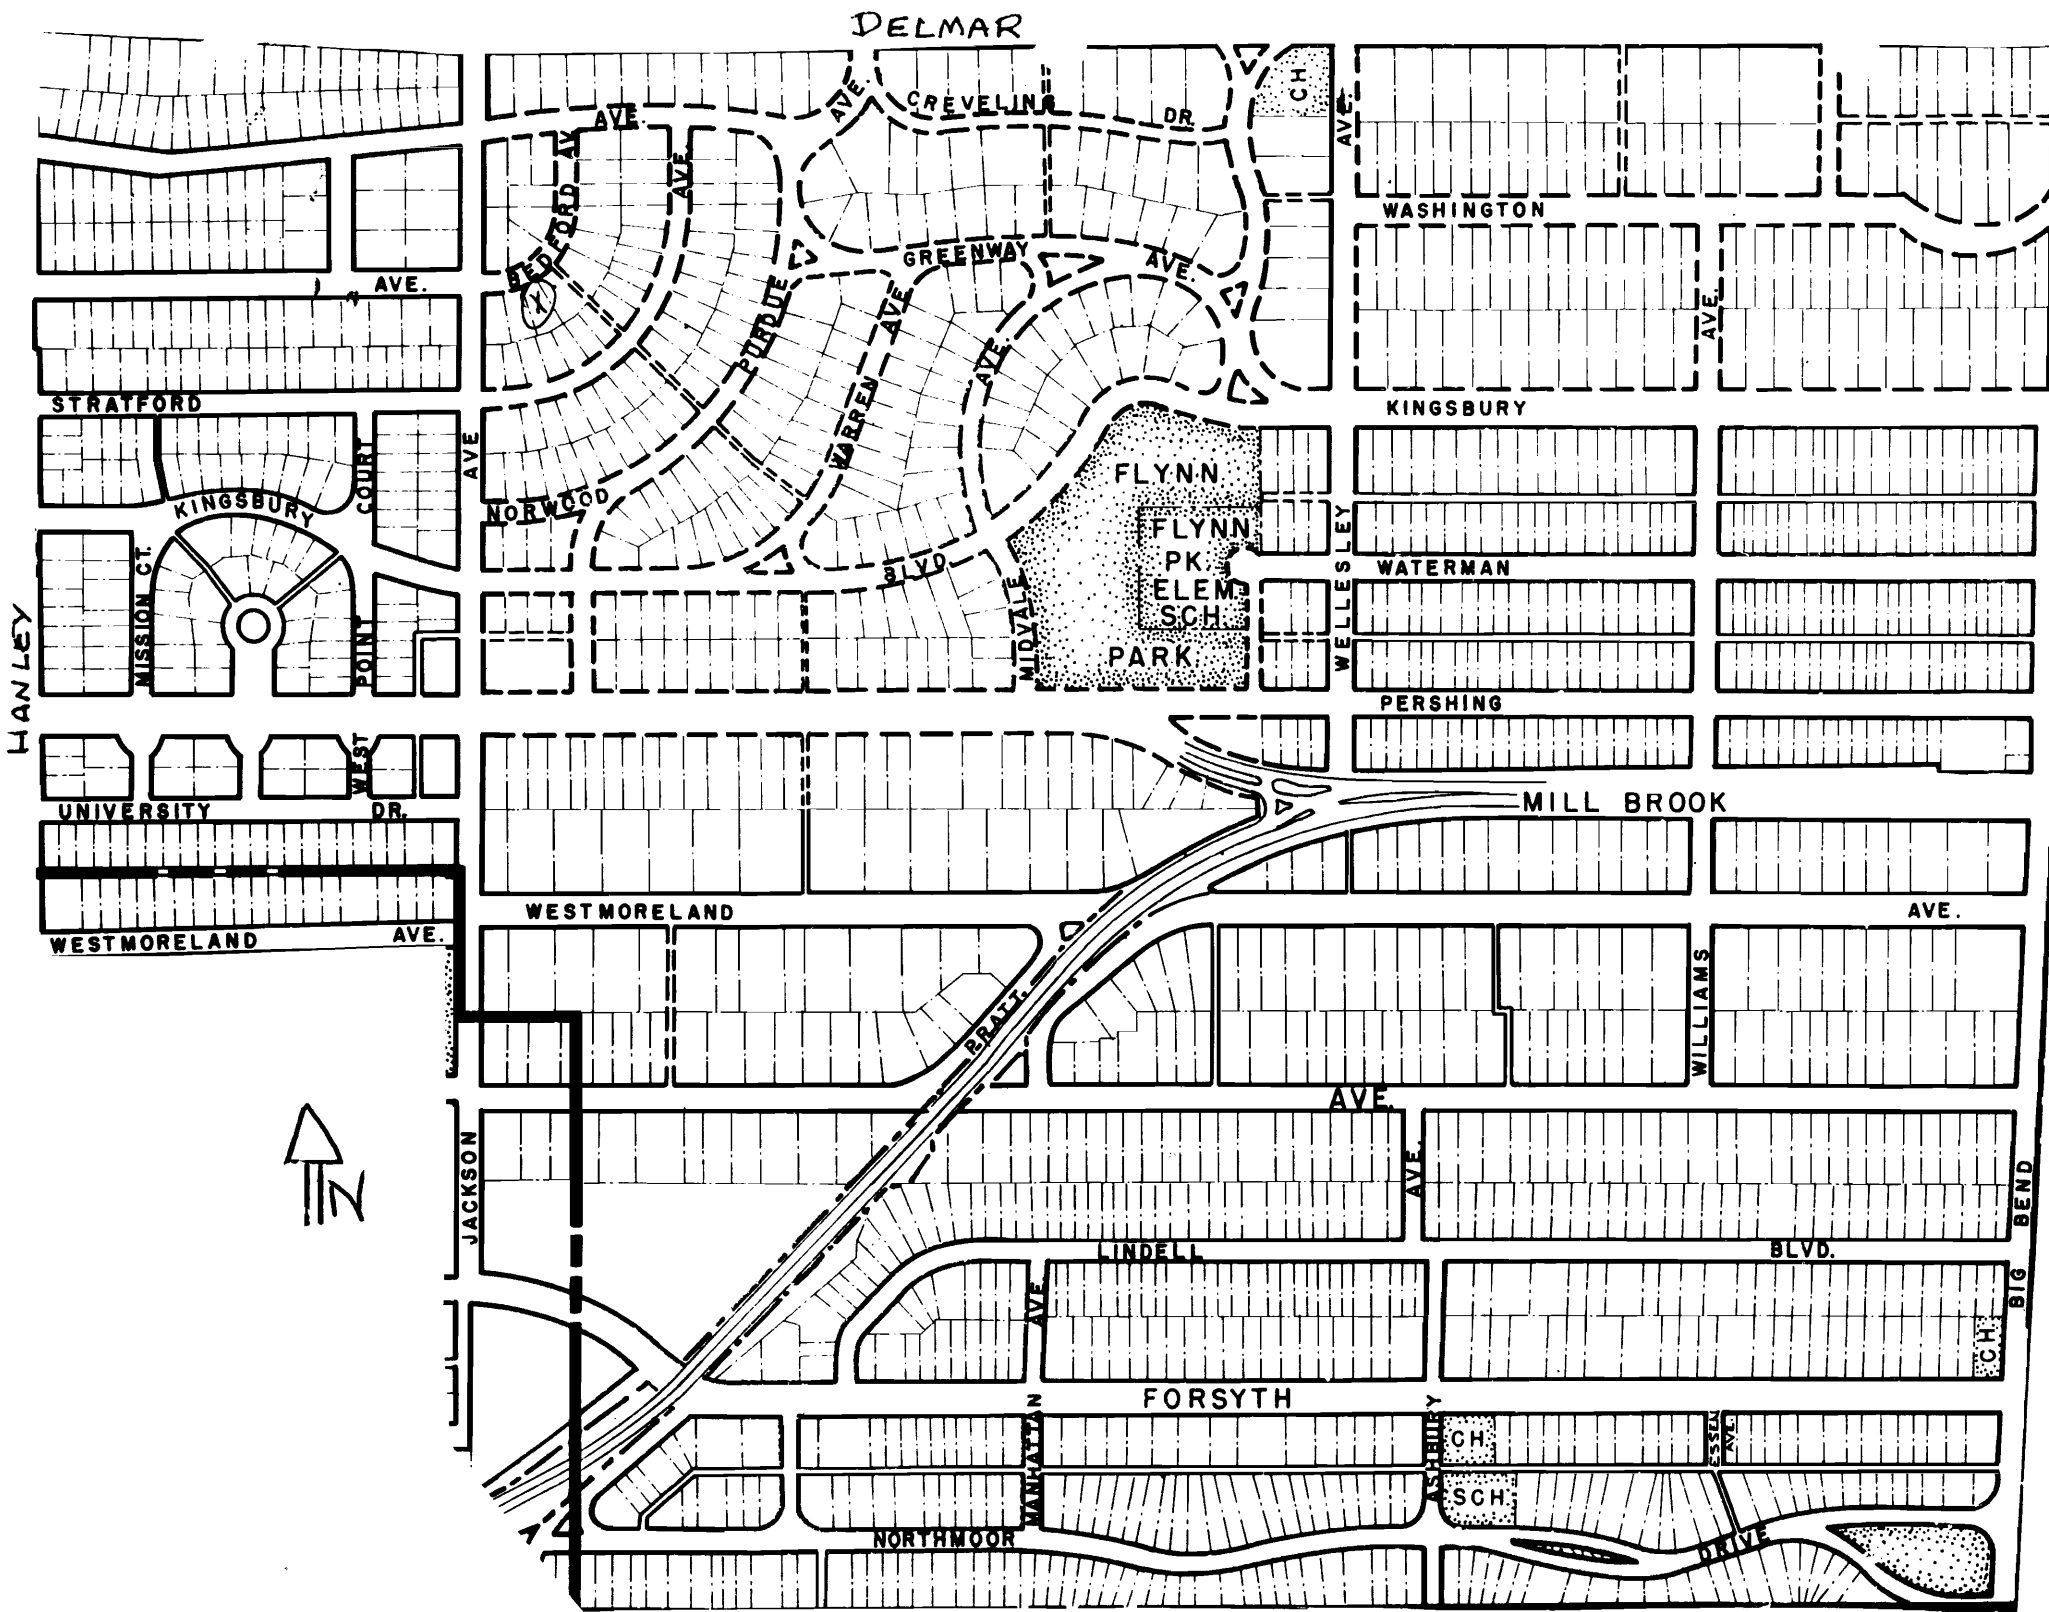 DELMAR
CH
AVE.
CREVELING
DR.
AVE.
AVE.
AV
AVE.
BEDFORD
WASHINGTON
GREENWAY
AVE.
AVE.
PURDUE
AVE.
AVE.
AVE.
X
STRATFORD
KINGSBURY
WARREN
COURT
AVE
FLYNN
NORWOOD
KINGSBURY
FLYNN
PK.
ELEM.
SCH.
PARK
BLVD
WATERMAN
WELLESLEY
MIDVALE
HANLEY
MISSION CT.
POINT
PERSHING
WEST
UNIVERSITY
DR.
MILL BROOK
WESTMORELAND
AVE.
WESTMORELAND
AVE.
WILLIAMS
PRATT.
AVE.
N
JACKSON
AVE.
BIG BEND
LINDELL
BLVD.
AVE
CH
FORSYTH
MANHATTAN
ASHBURY
CH.
ESSEX
AVE.
SCH.
NORTHMOOR
DRIVE